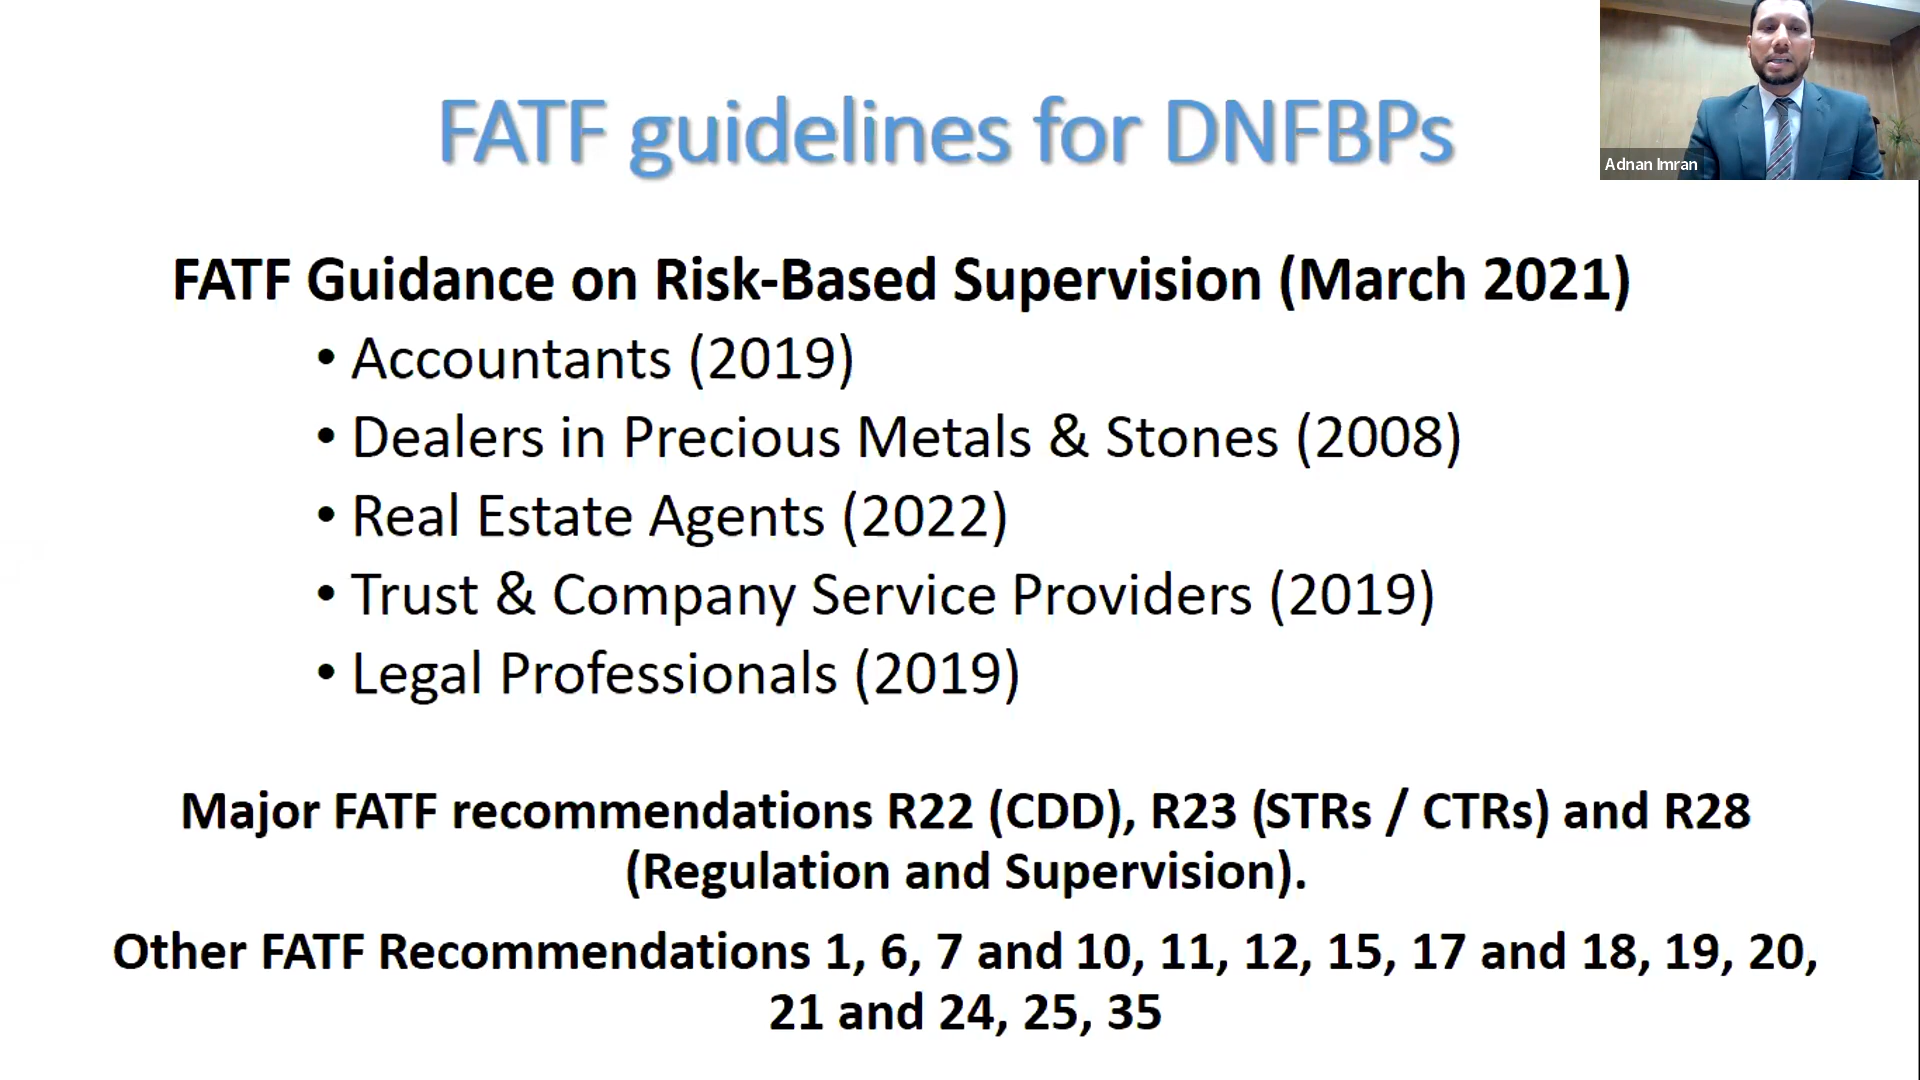 FATF guidelines for DNFBPs
Adnan Imran
FATF Guidance on Risk-Based Supervision (March 2021)
• Accountants (2019)
• Dealers in Precious Metals & Stones (2008)
• Real Estate Agents (2022)
• Trust & Company Service Providers (2019)
• Legal Professionals (2019)
Major FATF recommendations R22 (CDD), R23 (STRs / CTRs) and R28
(Regulation and Supervision).
Other FATF Recommendations 1, 6, 7 and 10, 11, 12, 15, 17 and 18, 19, 20,
21 and 24, 25, 35